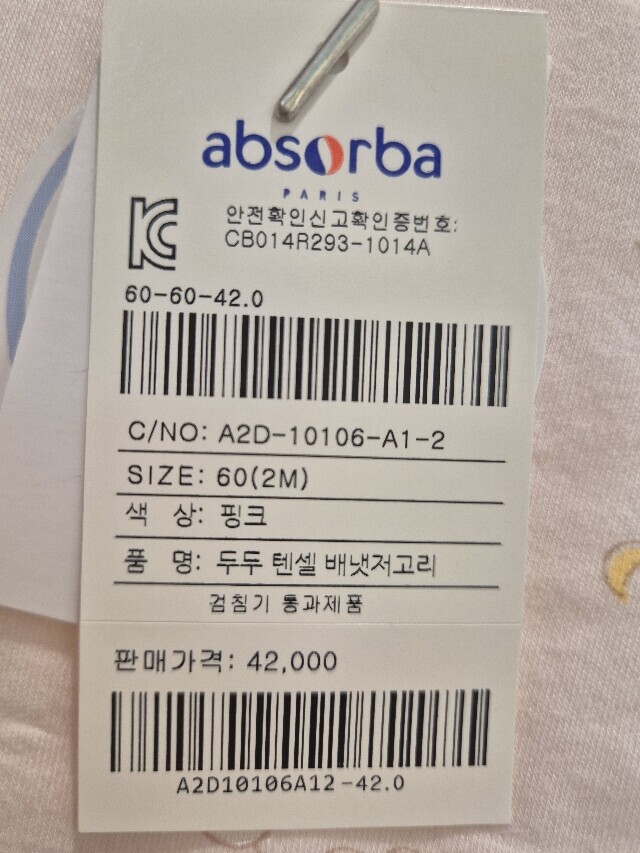 absorba
PARIS
안전확인신고확인증번호:
CB014R293-1014A
60-60-42.0
C/NO: A2D-10106-A1-2
SIZE: 60(2M)
색 상: 핑크
품 명: 두두 텐셀 배냇저고리
검침기 통과제품
판매가격: 42,000
A2D10106A12-42.0